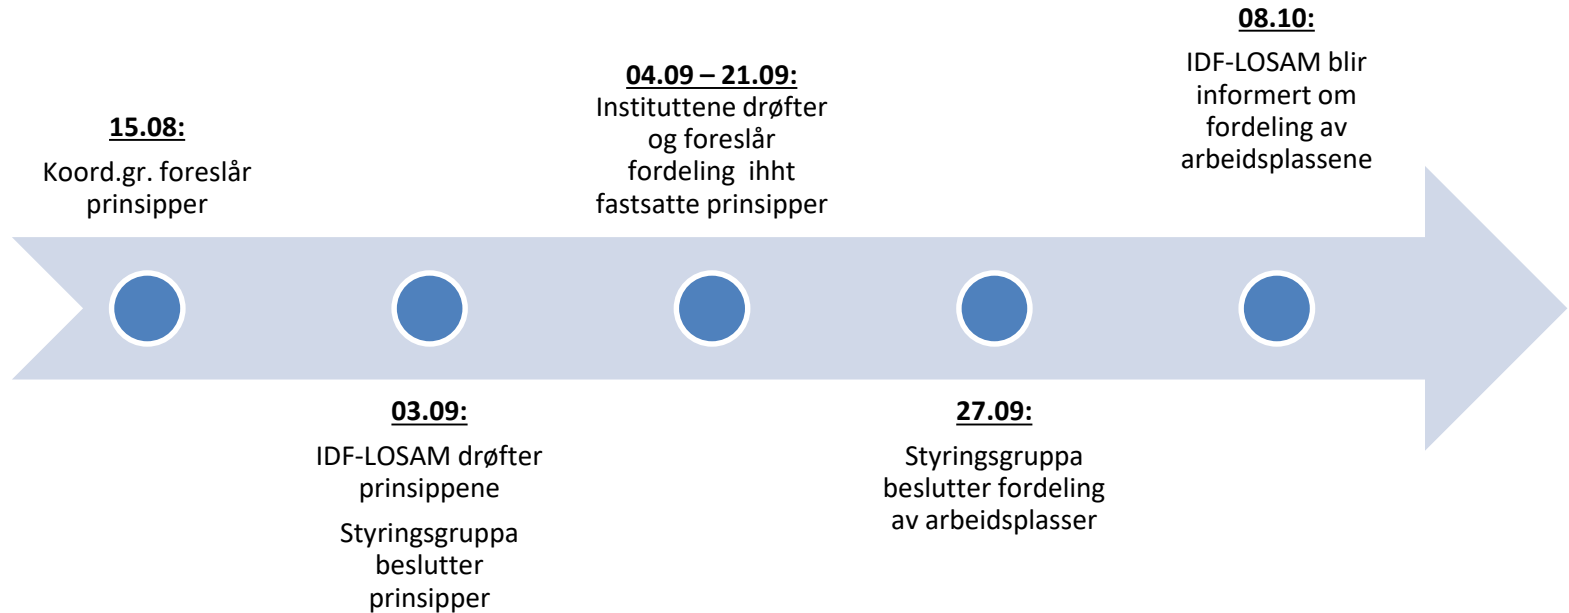 15.08:
Koord.gr. foreslår
prinsipper
03.09:
IDF-LOSAM drøfter
prinsippene
Styringsgruppa
beslutter
prinsipper
04.09 – 21.09:
Instituttene drøfter
og foreslår
fordeling  ihht
fastsatte prinsipper
27.09:
Styringsgruppa
beslutter fordeling
av arbeidsplasser
08.10:
IDF-LOSAM blir
informert om
fordeling av
arbeidsplassene